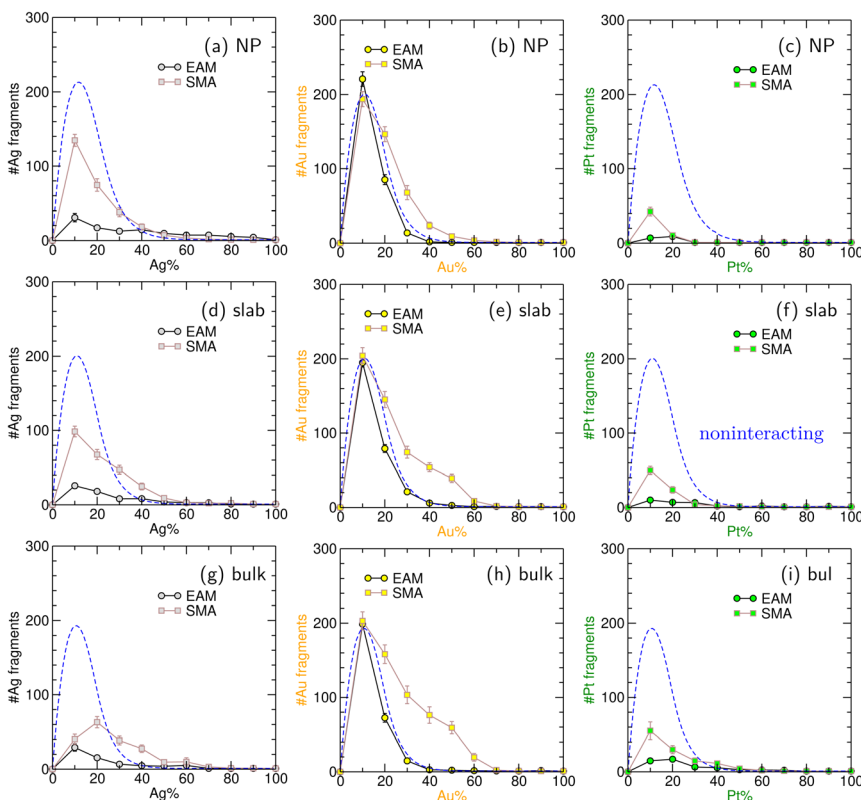 300
(a) NP
EAM
SMA
200
#Ag fragments
100
0
0 20 40 60 80 100
Ag%
300
(b) NP
EAM
SMA
200
#Au fragments
100
0
0 20 40 60 80 100
Au%
300
(c) NP
EAM
SMA
200
#Pt fragments
100
0
0 20 40 60 80 100
Pt%
300
(d) slab
EAM
SMA
200
#Ag fragments
100
0
0 20 40 60 80 100
Ag%
300
(e) slab
EAM
SMA
200
#Au fragments
100
0
0 20 40 60 80 100
Au%
300
(f) slab
EAM
SMA
200
#Pt fragments
noninteracting
100
0
0 20 40 60 80 100
Pt%
300
(g) bulk
EAM
SMA
200
#Ag fragments
100
0
0 20 40 60 80 100
Ag%
300
(h) bulk
EAM
SMA
200
#Au fragments
100
0
0 20 40 60 80 100
Au%
300
(i) bul
EAM
SMA
200
#Pt fragments
100
0
0 20 40 60 80 100
Pt%